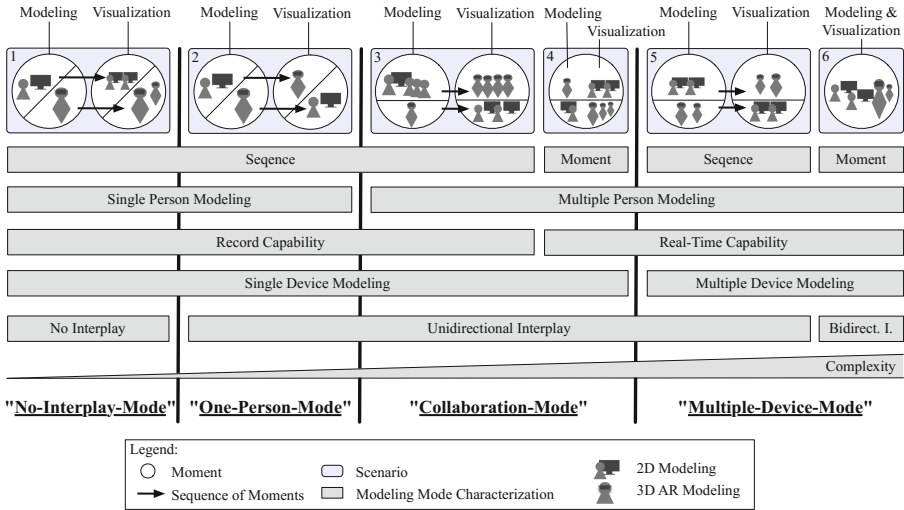 Modeling Visualization Modeling Visualization Modeling Visualization Modeling Modeling Visualization Modeling &
Visualization Visualization
1 2 3 4 5 6
Seqence Moment Seqence Moment
Single Person Modeling Multiple Person Modeling
Record Capability Real-Time Capability
Single Device Modeling Multiple Device Modeling
No Interplay Unidirectional Interplay Bidirect. I.
Complexity
"No-Interplay-Mode" "One-Person-Mode" "Collaboration-Mode" "Multiple-Device-Mode"
Legend:
Moment Scenario 2D Modeling
Sequence of Moments Modeling Mode Characterization 3D AR Modeling